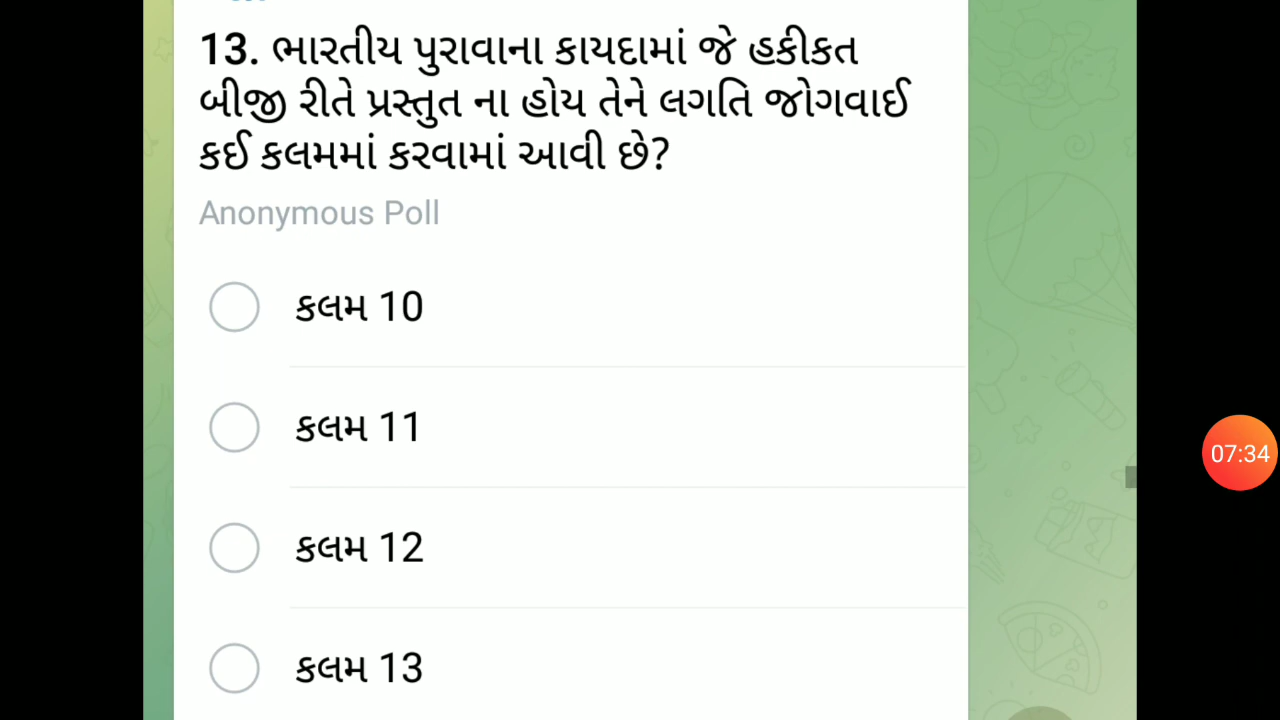 13. ભારતીય પુરાવાના કાયદામાં જે હકીકત
બીજી રીતે પ્રસ્તુત ના હોય તેને લગતિ જોગવાઈ
કઈ કલમમાં કરવામાં આવી છે?
Anonymous Poll
કલમ 10
કલમ 11
કલમ 12
કલમ 13
07:34